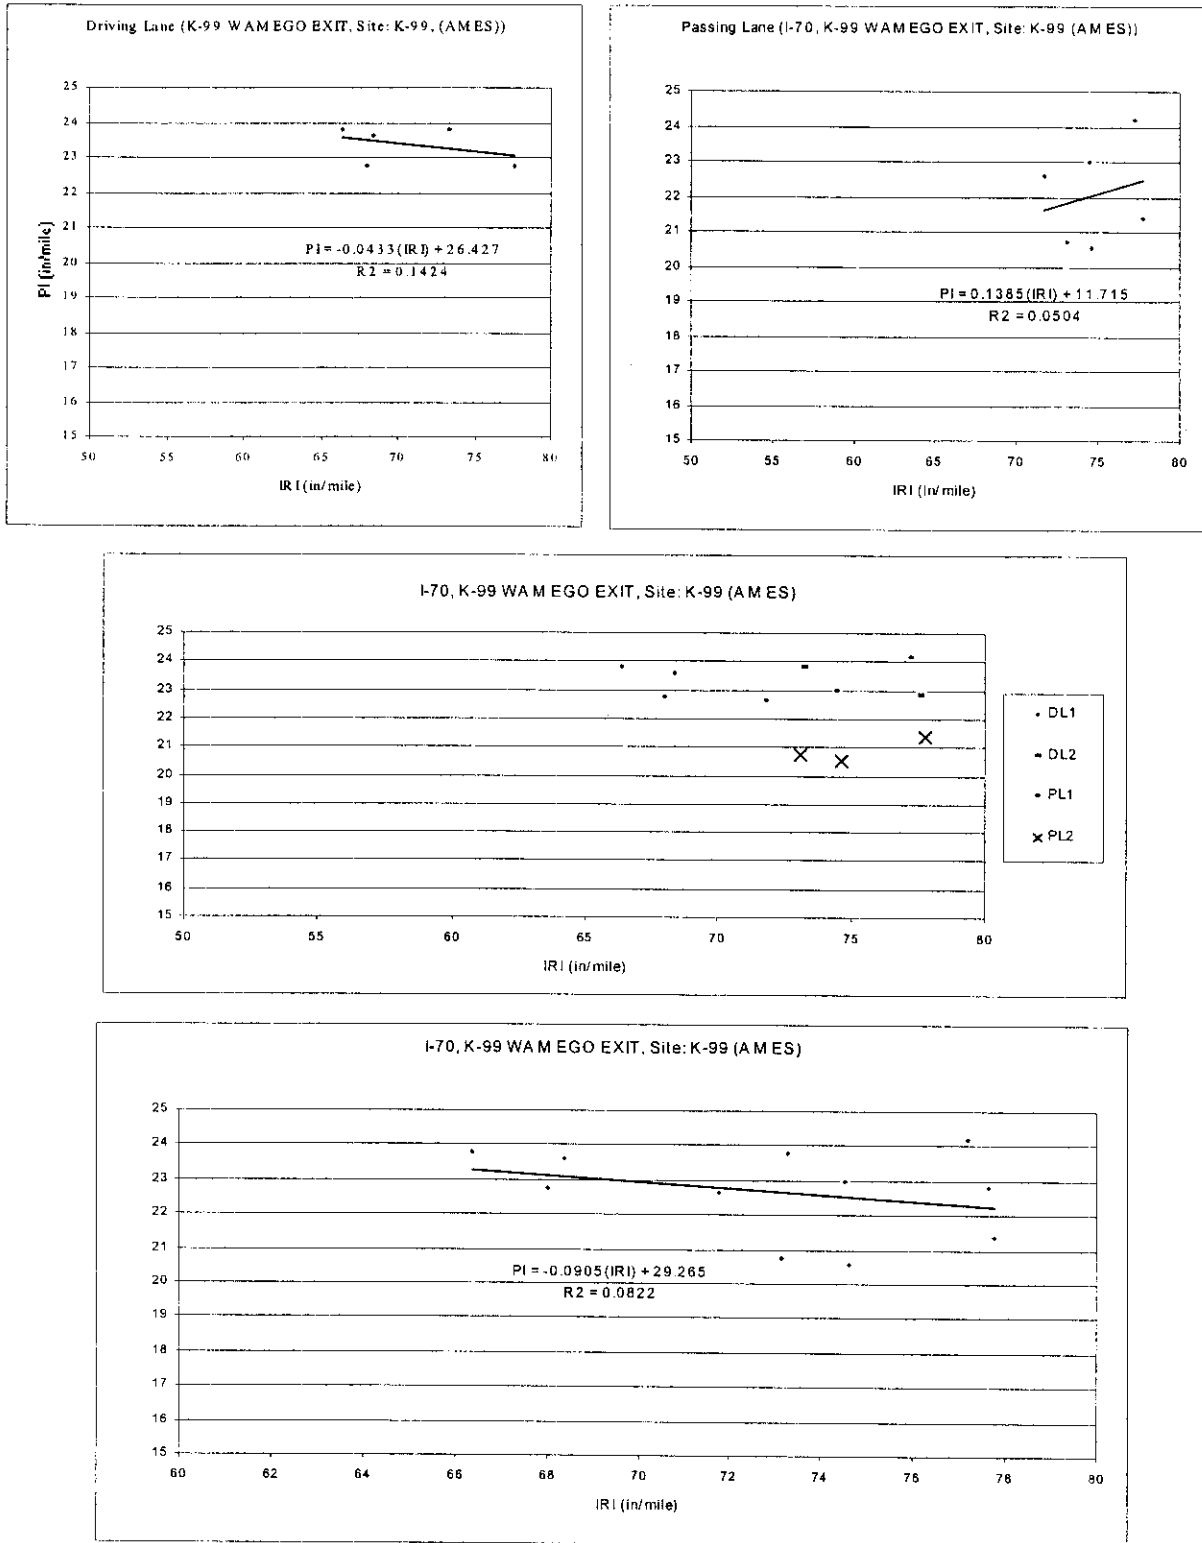 Driving Lane (K-99 WAMEGO EXIT, Site: K-99, (AMES))
25
24
23
22
21
20
19
18
17
16
15
PI (in/mile)
PI = -0.0433(IRI) + 26.427
R2 = 0.1424
50 55 60 65 70 75 80
IRI (in/mile)
Passing Lane (I-70, K-99 WAMEGO EXIT, Site: K-99 (AMES))
25
24
23
22
21
20
19
18
17
16
15
PI = 0.1385(IRI) + 11.715
R2 = 0.0504
50 55 60 65 70 75 80
IRI (in/mile)
I-70, K-99 WAMEGO EXIT, Site: K-99 (AMES)
25
24
23
22
21
20
19
18
17
16
15
50 55 60 65 70 75 80
IRI (in/mile)
DL1
DL2
PL1
PL2
I-70, K-99 WAMEGO EXIT, Site: K-99 (AMES)
25
24
23
22
21
20
19
18
17
16
15
PI = -0.0905(IRI) + 29.265
R2 = 0.0822
60 62 64 66 68 70 72 74 76 78 80
IRI (in/mile)